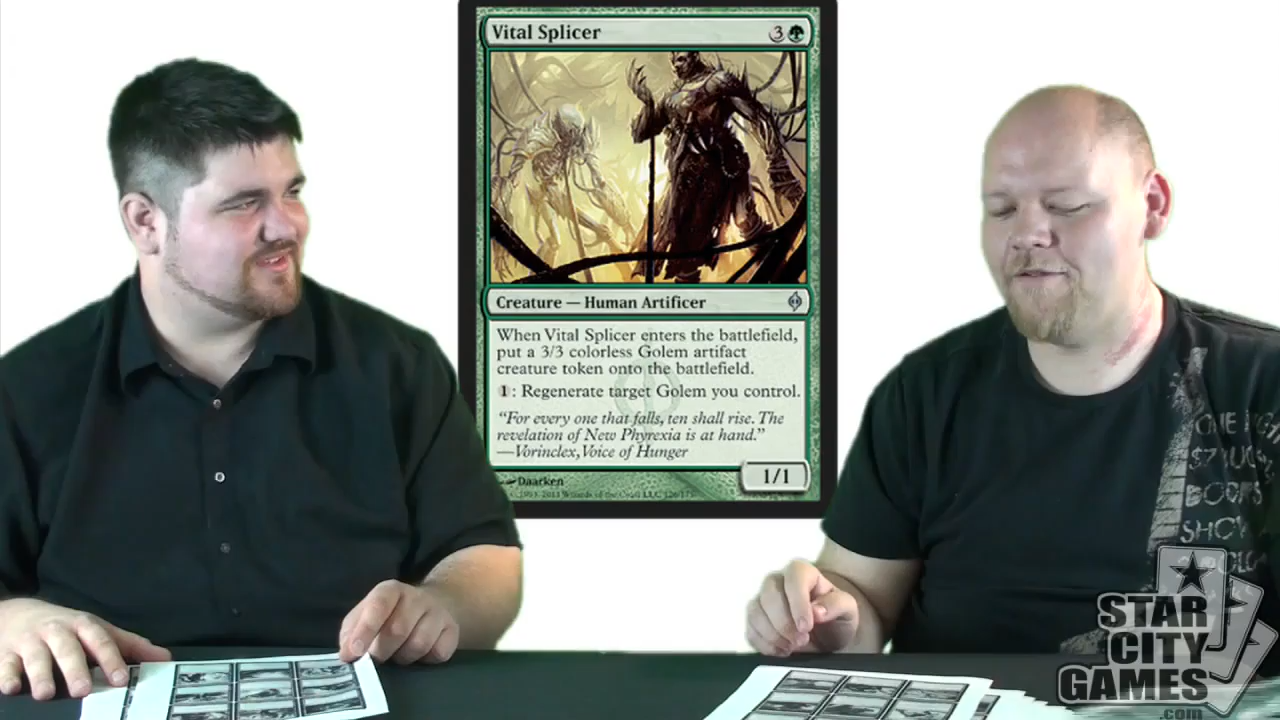 Vital Splicer 3
Creature — Human Artificer
When Vital Splicer enters the battlefield,
put a 3/3 colorless Golem artifact
creature token onto the battlefield.
1: Regenerate target Golem you control.
"For every one that falls, ten shall rise. The
revelation of New Phyrexia is at hand."
—Vorinclex, Voice of Hunger
1/1
Daarken
STAR
CITY
GAMES
.com